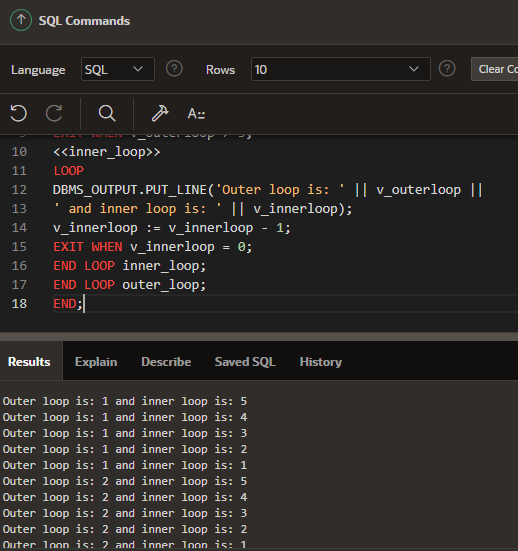 SQL Commands
Language SQL Rows 10 Clear Co
A
10 <<inner_loop>>
11 LOOP
12 DBMS_OUTPUT.PUT_LINE('Outer loop is: ' || v_outerloop ||
13 ' and inner loop is: ' || v_innerloop);
14 v_innerloop := v_innerloop - 1;
15 EXIT WHEN v_innerloop = 0;
16 END LOOP inner_loop;
17 END LOOP outer_loop;
18 END;
Results Explain Describe Saved SQL History
Outer loop is: 1 and inner loop is: 5
Outer loop is: 1 and inner loop is: 4
Outer loop is: 1 and inner loop is: 3
Outer loop is: 1 and inner loop is: 2
Outer loop is: 1 and inner loop is: 1
Outer loop is: 2 and inner loop is: 5
Outer loop is: 2 and inner loop is: 4
Outer loop is: 2 and inner loop is: 3
Outer loop is: 2 and inner loop is: 2
Outer loop is: 2 and inner loop is: 1